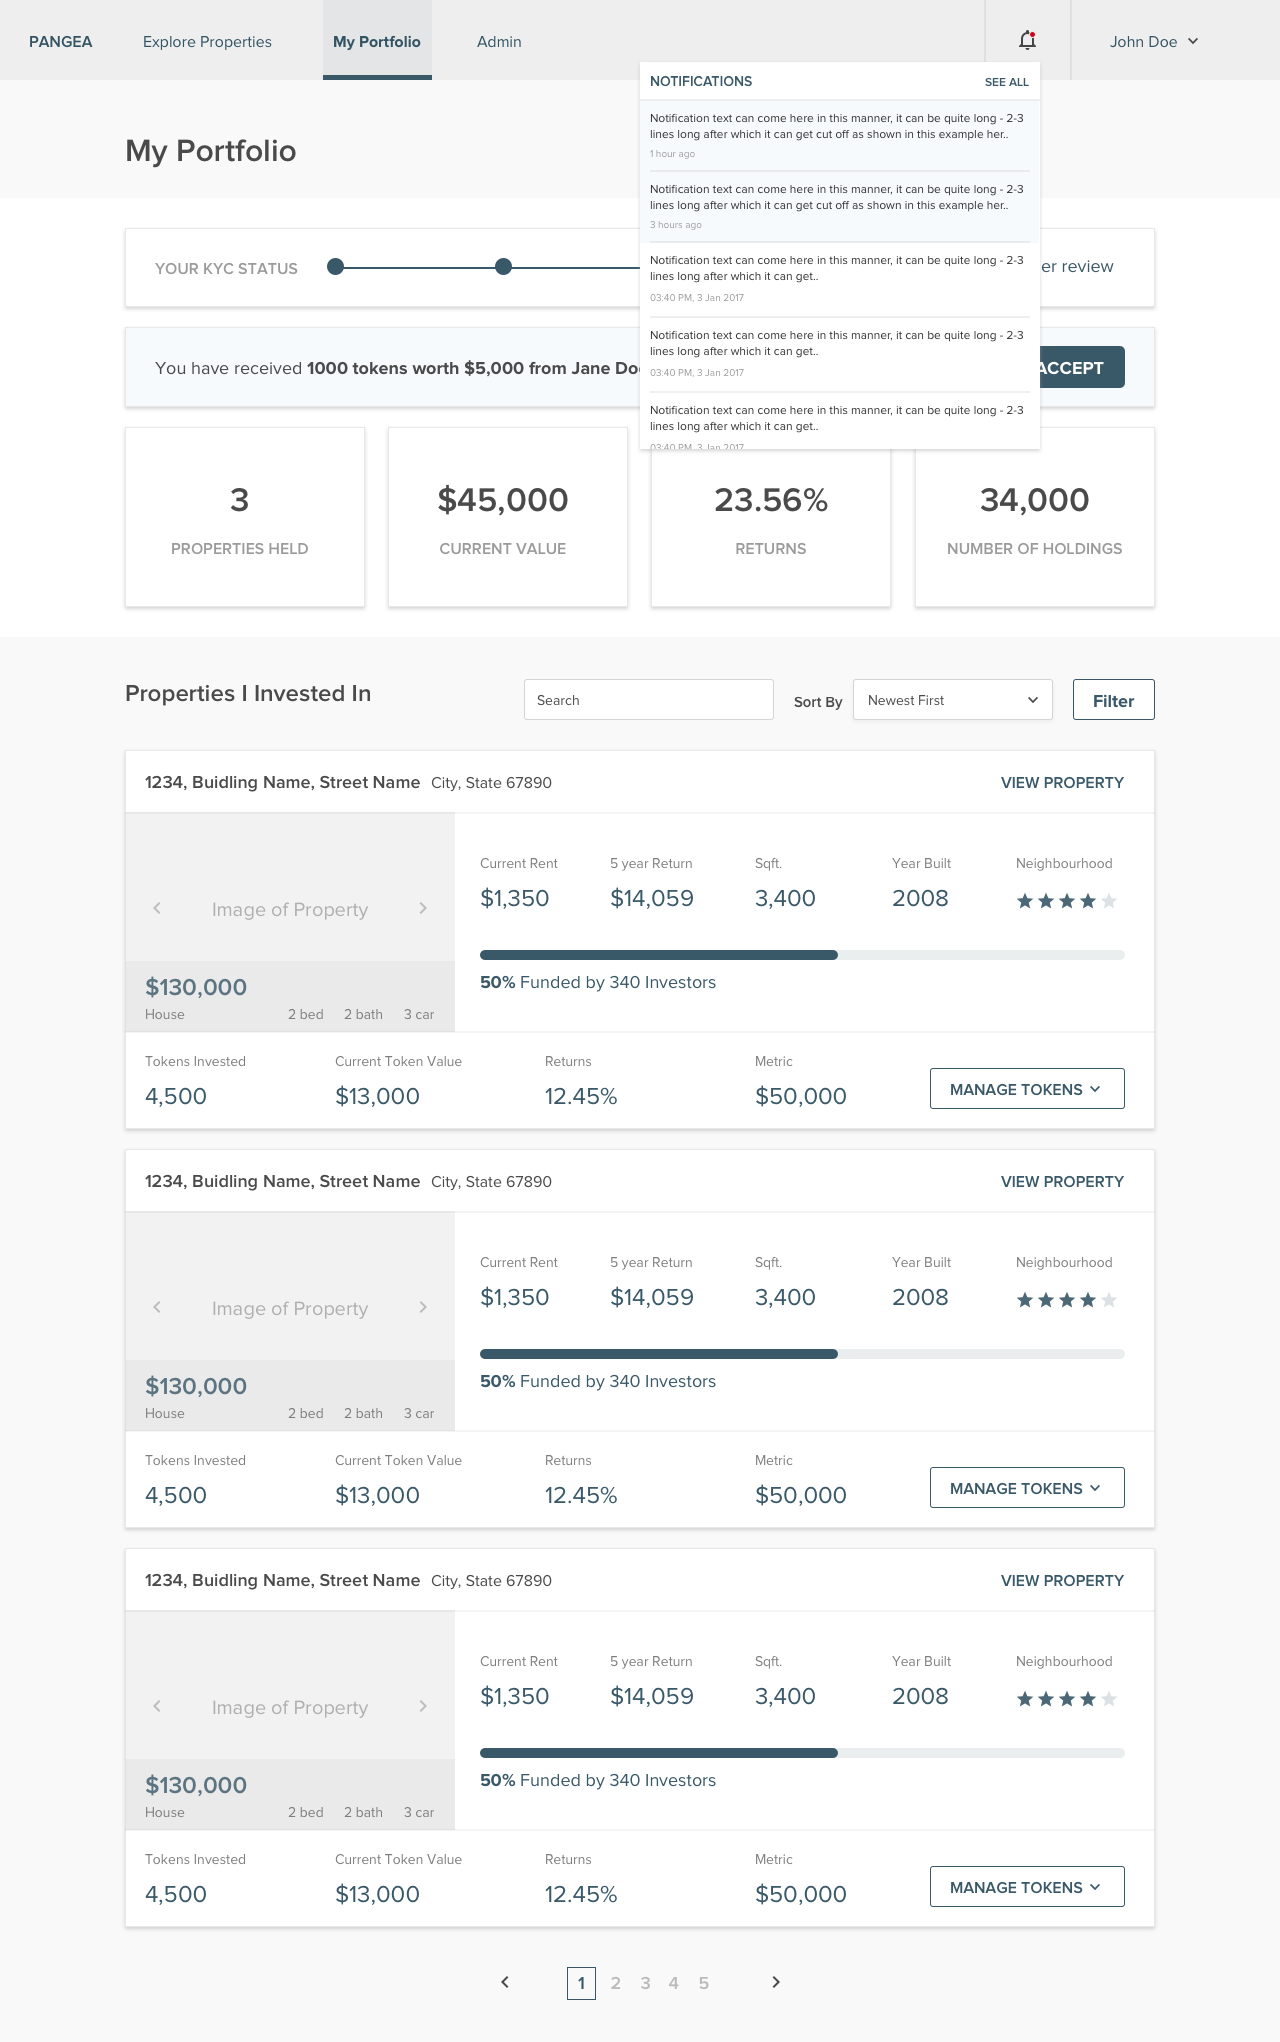 PANGEA
Explore Properties
My Portfolio
Admin
John Doe
NOTIFICATIONS
SEE ALL
Notification text can come here in this manner, it can be quite long - 2-3
lines long after which it can get cut off as shown in this example her..
1 hour ago
Notification text can come here in this manner, it can be quite long - 2-3
lines long after which it can get cut off as shown in this example her..
3 hours ago
Notification text can come here in this manner, it can be quite long - 2-3
lines long after which it can get..
03:40 PM, 3 Jan 2017
Notification text can come here in this manner, it can be quite long - 2-3
lines long after which it can get..
03:40 PM, 3 Jan 2017
Notification text can come here in this manner, it can be quite long - 2-3
lines long after which it can get..
03:40 PM, 3 Jan 2017
My Portfolio
YOUR KYC STATUS
er review
You have received 1000 tokens worth $5,000 from Jane Do
ACCEPT
3
PROPERTIES HELD
$45,000
CURRENT VALUE
23.56%
RETURNS
34,000
NUMBER OF HOLDINGS
Properties I Invested In
Search
Sort By
Newest First
Filter
1234, Buidling Name, Street Name City, State 67890
VIEW PROPERTY
Image of Property
$130,000
House 2 bed 2 bath 3 car
Current Rent 5 year Return Sqft. Year Built Neighbourhood
$1,350 $14,059 3,400 2008
50% Funded by 340 Investors
Tokens Invested Current Token Value Returns Metric
4,500 $13,000 12.45% $50,000
MANAGE TOKENS
1234, Buidling Name, Street Name City, State 67890
VIEW PROPERTY
Image of Property
$130,000
House 2 bed 2 bath 3 car
Current Rent 5 year Return Sqft. Year Built Neighbourhood
$1,350 $14,059 3,400 2008
50% Funded by 340 Investors
Tokens Invested Current Token Value Returns Metric
4,500 $13,000 12.45% $50,000
MANAGE TOKENS
1234, Buidling Name, Street Name City, State 67890
VIEW PROPERTY
Image of Property
$130,000
House 2 bed 2 bath 3 car
Current Rent 5 year Return Sqft. Year Built Neighbourhood
$1,350 $14,059 3,400 2008
50% Funded by 340 Investors
Tokens Invested Current Token Value Returns Metric
4,500 $13,000 12.45% $50,000
MANAGE TOKENS
1 2 3 4 5